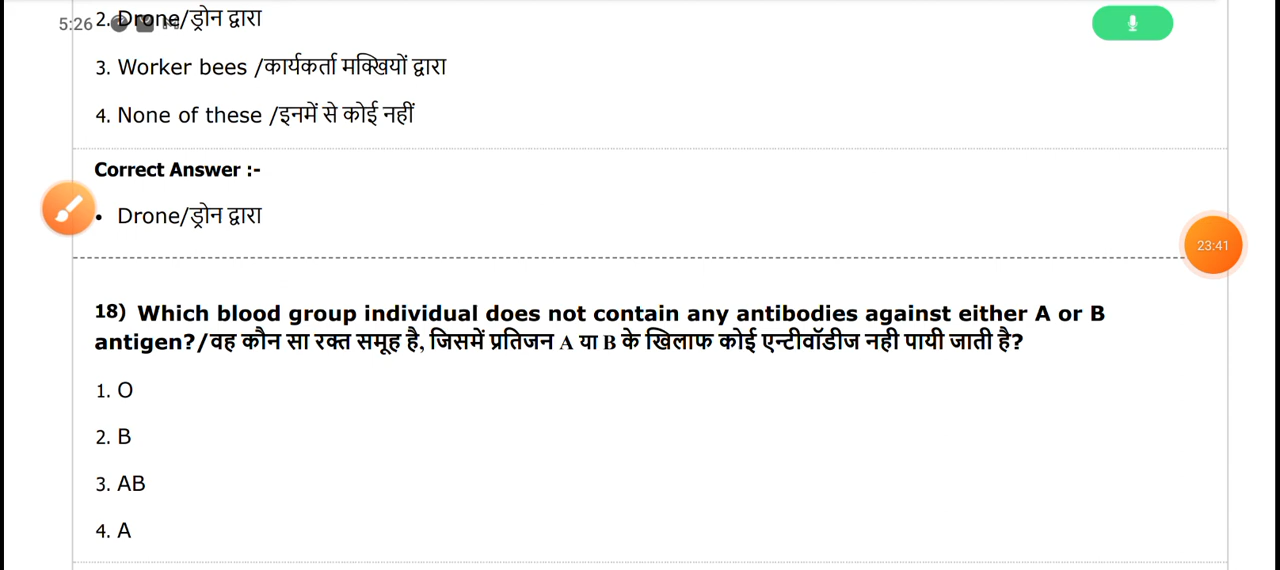 5:26
2. Drone/ड्रोन द्वारा
3. Worker bees /कार्यकर्ता मक्खियों द्वारा
4. None of these /इनमें से कोई नहीं
Correct Answer :-
• Drone/ड्रोन द्वारा
23:41
18) Which blood group individual does not contain any antibodies against either A or B
antigen?/वह कौन सा रक्त समूह है, जिसमें प्रतिजन A या B के खिलाफ कोई एन्टीवॉडीज नही पायी जाती है?
1. O
2. B
3. AB
4. A